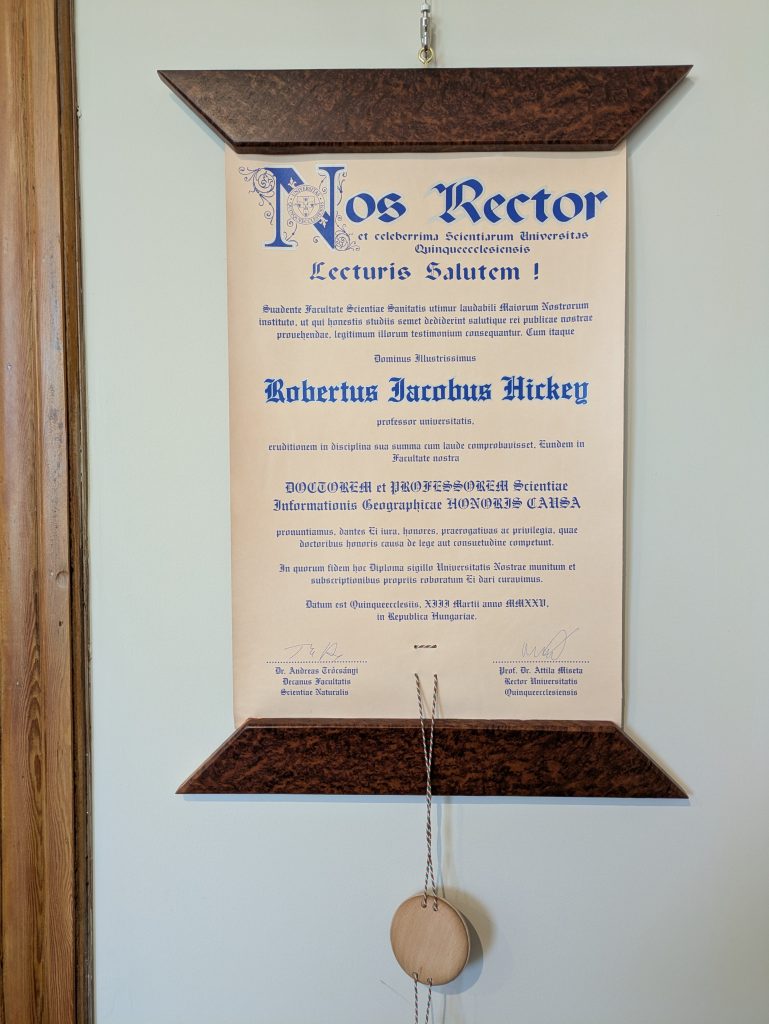 Nos Rector
et celeberrima Scientiarum Universitas
Quinqueecclesiensis
Lecturis Salutem !
Suadente Facultate Scientiae Sanitatis utimur laudabili Maiorum Nostrorum
instituto, ut qui honestis studiis semet dediderint salutique rei publicae nostrae
provehendae, legitimum illorum testimonium consequantur. Cum itaque
Dominus Illustrissimus
Robertus Iacobus Hickey
professor universitatis,
eruditionem in disciplina sua summa cum laude comprobavisset, Eundem in
Facultate nostra
DOCTOREM et PROFESSOREM Scientiae
Informationis Geographicae HONORIS CAUSA
pronuntiamus, dantes Ei iura, honores, praerogativas ac privilegia, quae
doctoribus honoris causa de lege aut consuetudine competunt.
In quorum fidem hoc Diploma sigillo Universitatis Nostrae munitum et
subscriptionibus propriis roboratum Ei dari curavimus.
Datum est Quinqueecclesiis, XIII Martii anno MMXXV,
in Republica Hungariae.
Dr. Andreas Trócsányi
Decanus Facultatis
Scientiae Naturalis
Prof. Dr. Attila Miseta
Rector Universitatis
Quinqueecclesiensis